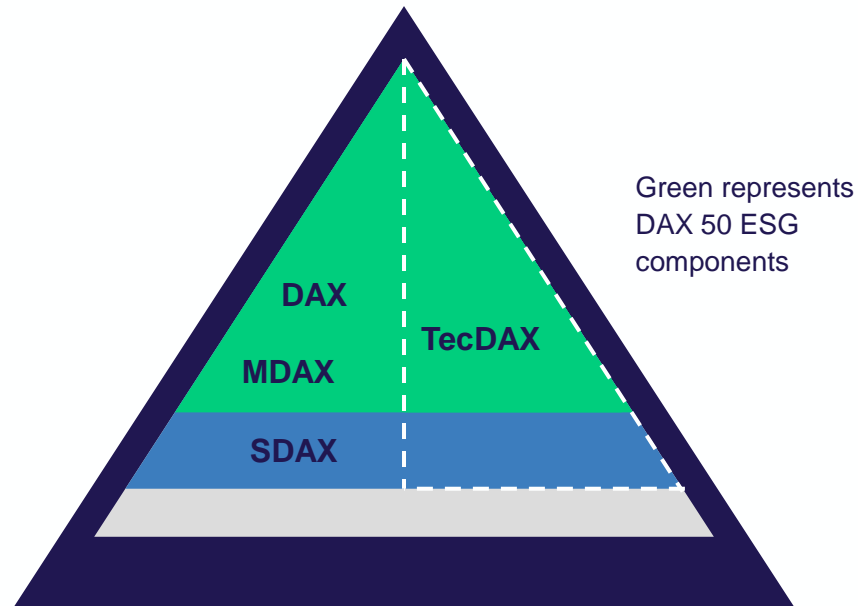 Green represents
DAX 50 ESG
components
DAX
TecDAX
MDAX
SDAX